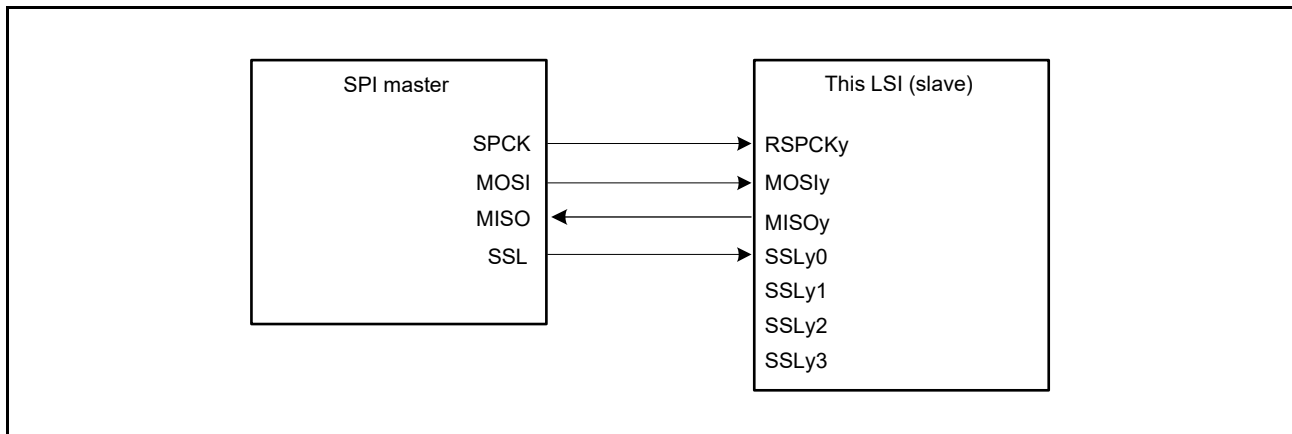 SPI master
SPCK
MOSI
MISO
SSL
This LSI (slave)
RSPCKy
MOSIy
MISOy
SSLy0
SSLy1
SSLy2
SSLy3